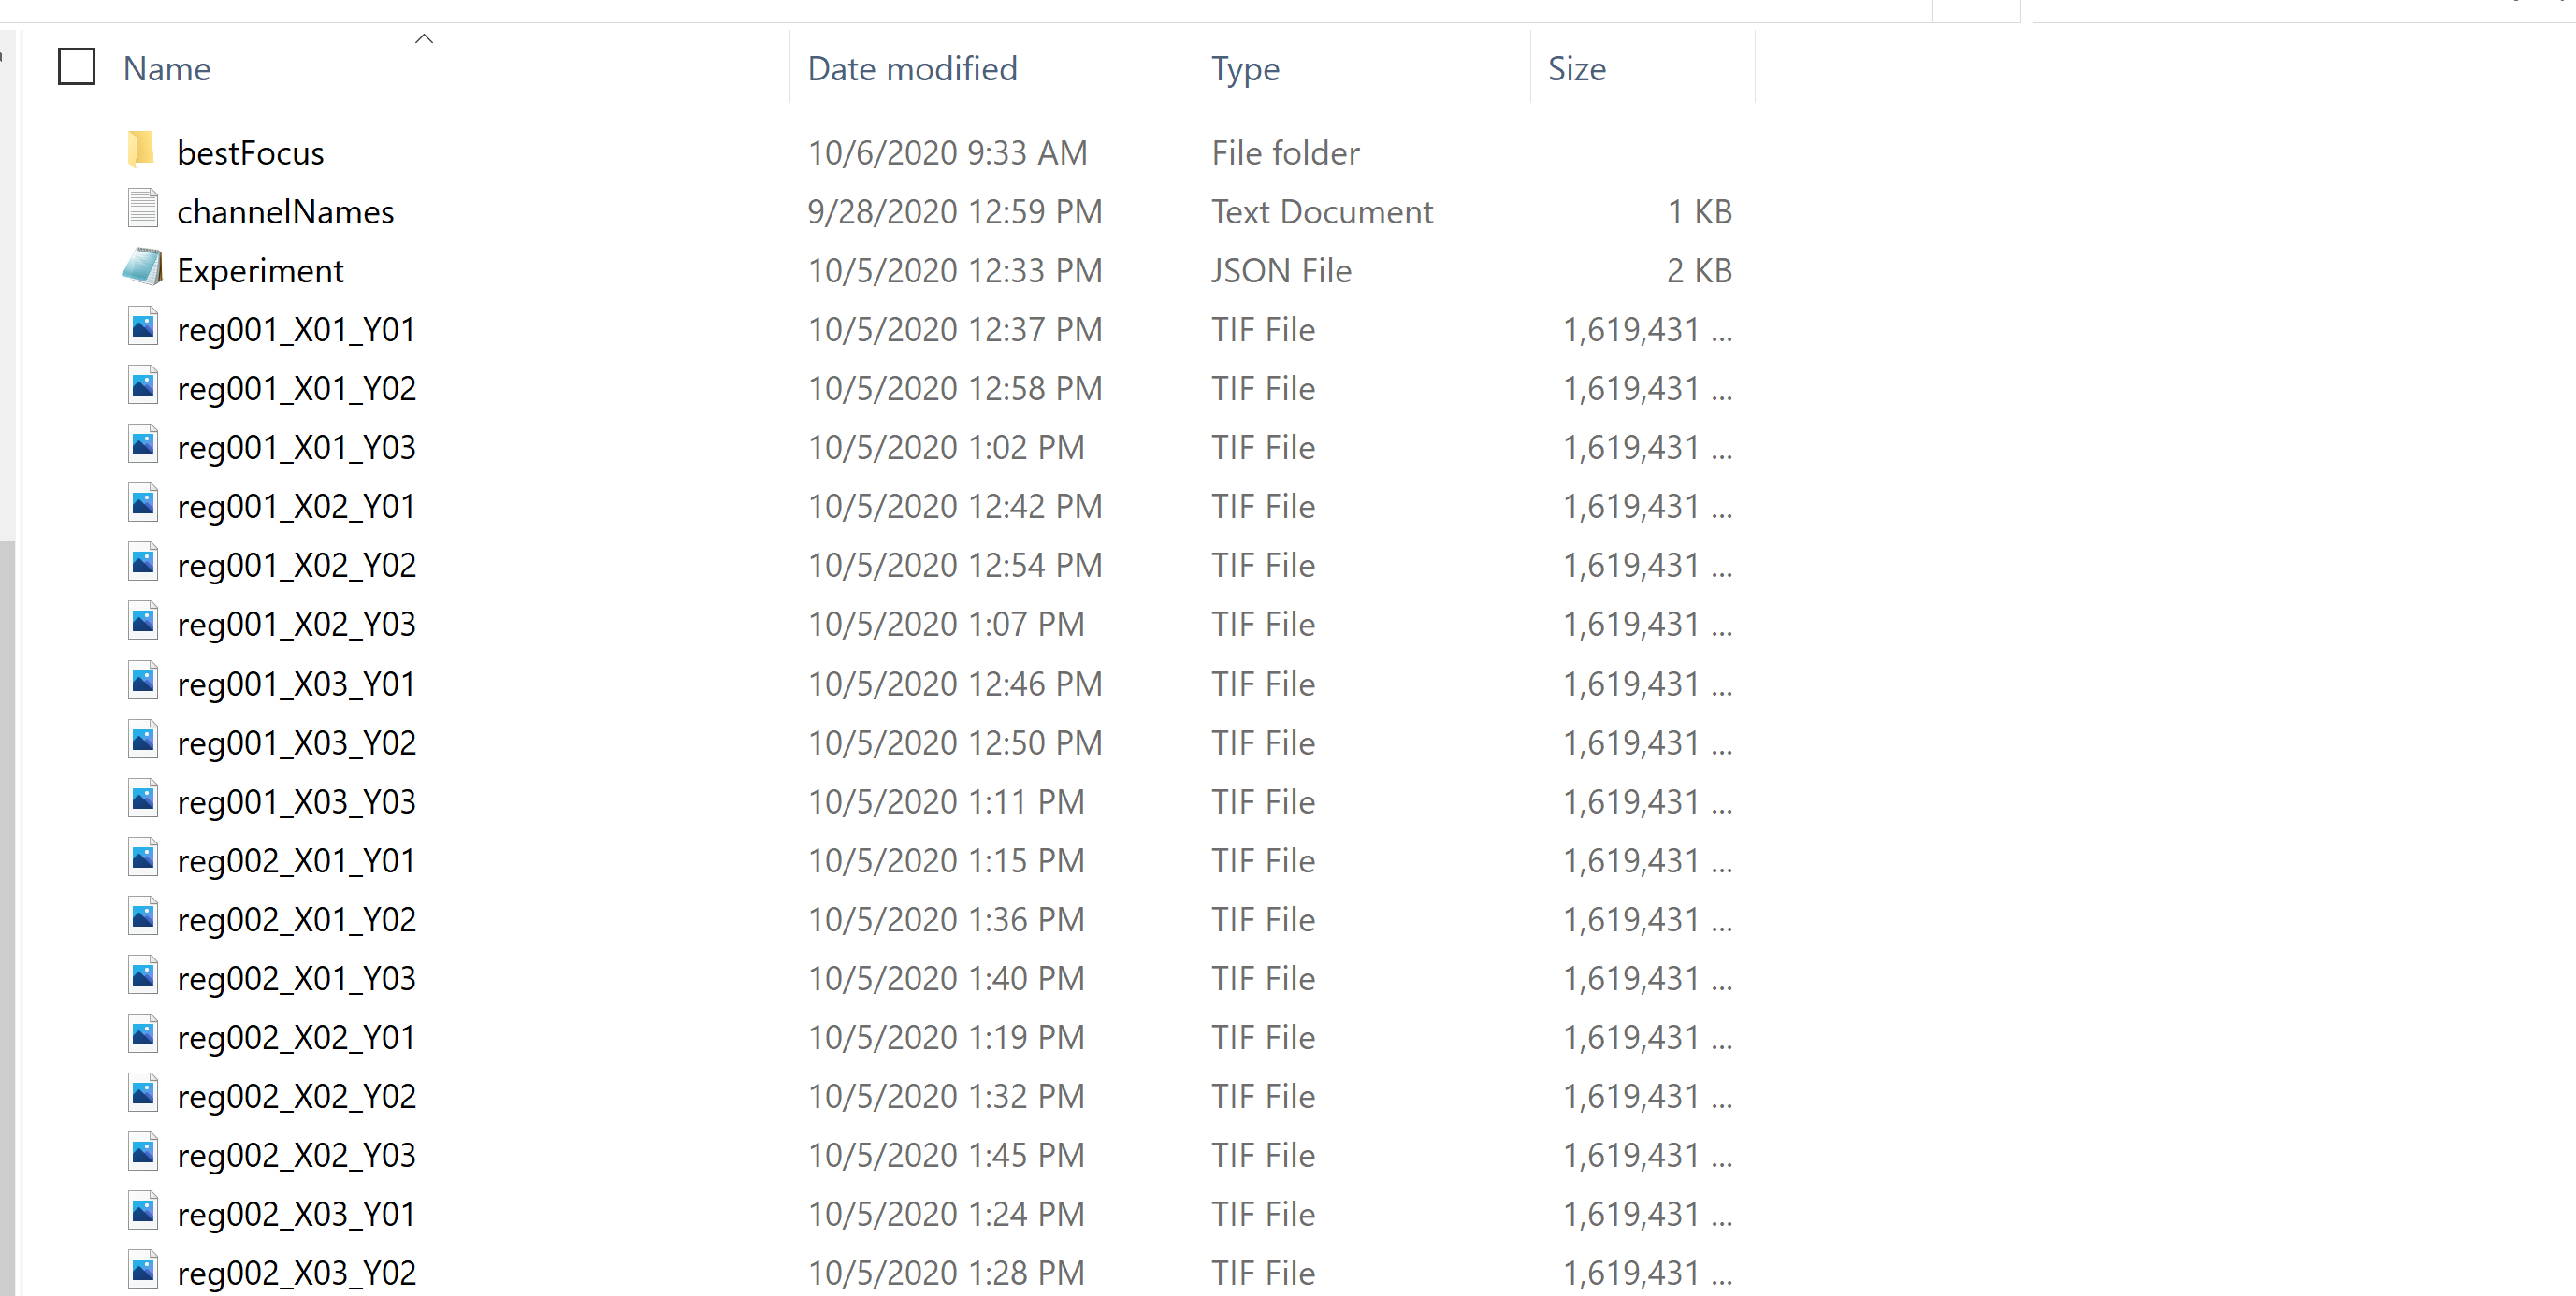 Name Date modified Type Size
bestFocus 10/6/2020 9:33 AM File folder
channelNames 9/28/2020 12:59 PM Text Document 1 KB
Experiment 10/5/2020 12:33 PM JSON File 2 KB
reg001_X01_Y01 10/5/2020 12:37 PM TIF File 1,619,431 ...
reg001_X01_Y02 10/5/2020 12:58 PM TIF File 1,619,431 ...
reg001_X01_Y03 10/5/2020 1:02 PM TIF File 1,619,431 ...
reg001_X02_Y01 10/5/2020 12:42 PM TIF File 1,619,431 ...
reg001_X02_Y02 10/5/2020 12:54 PM TIF File 1,619,431 ...
reg001_X02_Y03 10/5/2020 1:07 PM TIF File 1,619,431 ...
reg001_X03_Y01 10/5/2020 12:46 PM TIF File 1,619,431 ...
reg001_X03_Y02 10/5/2020 12:50 PM TIF File 1,619,431 ...
reg001_X03_Y03 10/5/2020 1:11 PM TIF File 1,619,431 ...
reg002_X01_Y01 10/5/2020 1:15 PM TIF File 1,619,431 ...
reg002_X01_Y02 10/5/2020 1:36 PM TIF File 1,619,431 ...
reg002_X01_Y03 10/5/2020 1:40 PM TIF File 1,619,431 ...
reg002_X02_Y01 10/5/2020 1:19 PM TIF File 1,619,431 ...
reg002_X02_Y02 10/5/2020 1:32 PM TIF File 1,619,431 ...
reg002_X02_Y03 10/5/2020 1:45 PM TIF File 1,619,431 ...
reg002_X03_Y01 10/5/2020 1:24 PM TIF File 1,619,431 ...
reg002_X03_Y02 10/5/2020 1:28 PM TIF File 1,619,431 ...